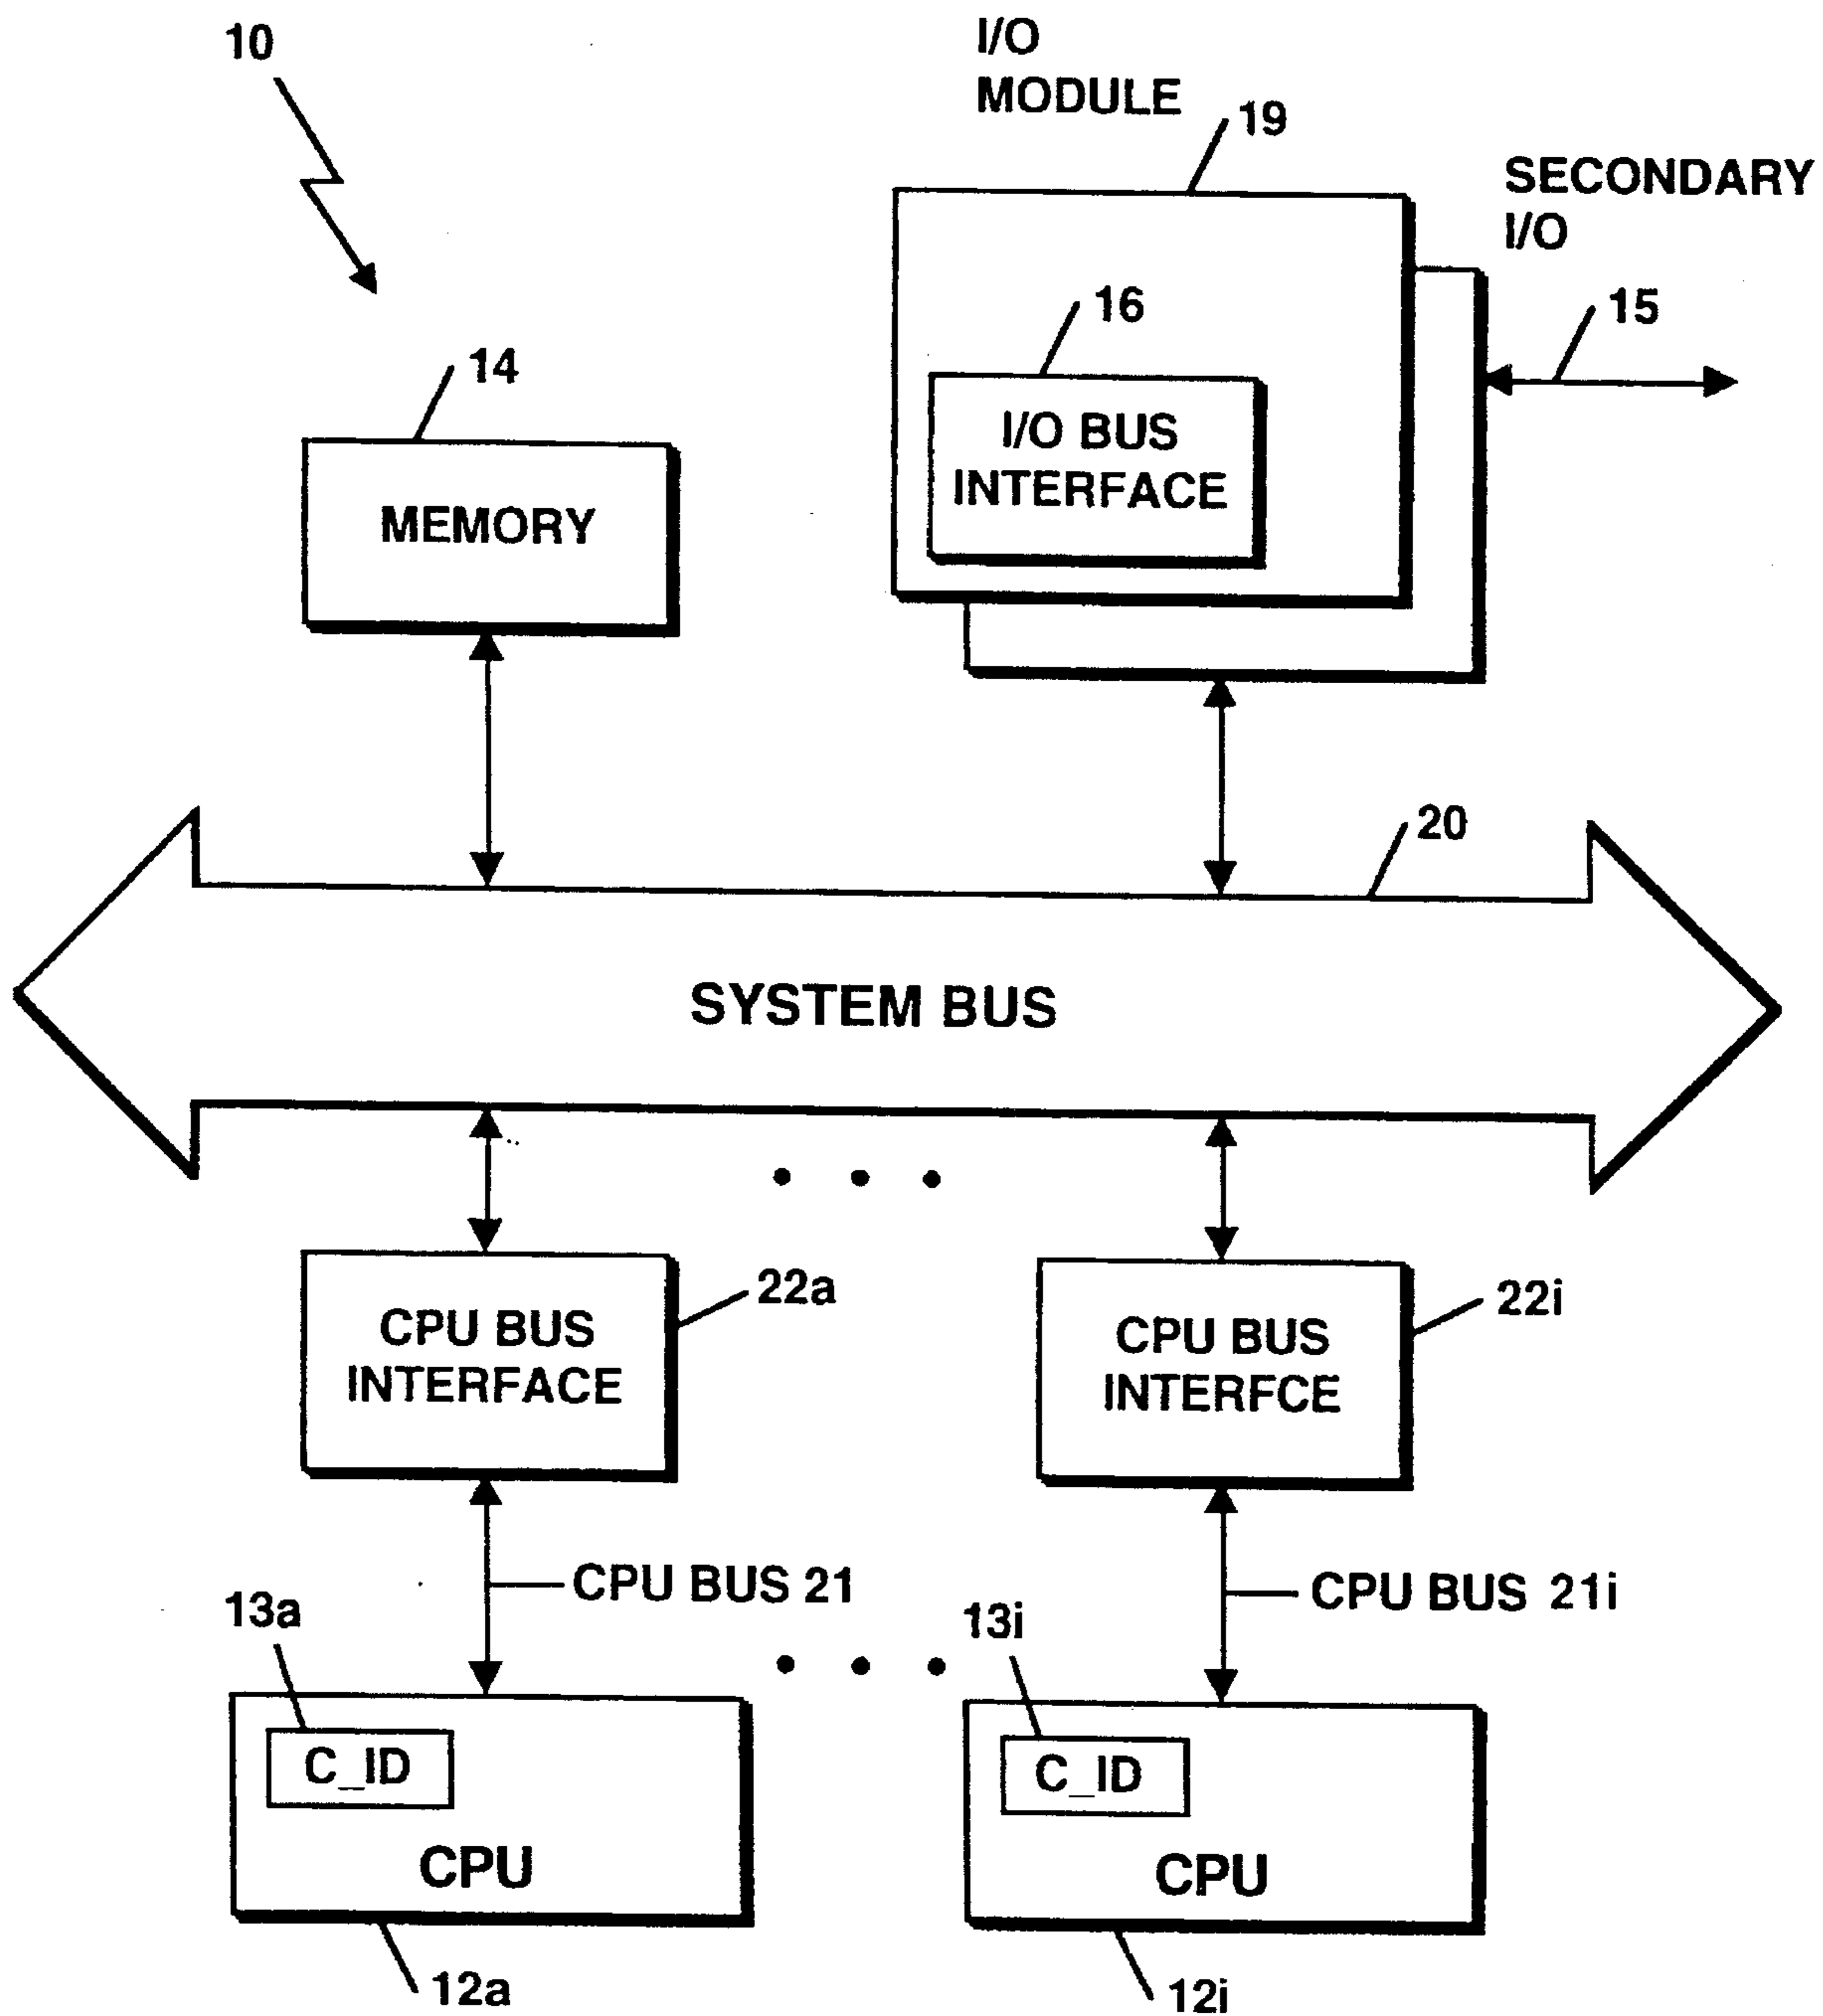 10
I/O
MODULE
19
SECONDARY
I/O
16
15
14
I/O BUS
INTERFACE
MEMORY
20
SYSTEM BUS
22a
22i
CPU BUS
INTERFACE
CPU BUS
INTERFCE
CPU BUS 21
CPU BUS 21i
13a
13i
C_ID
CPU
C_ID
CPU
12a
12i